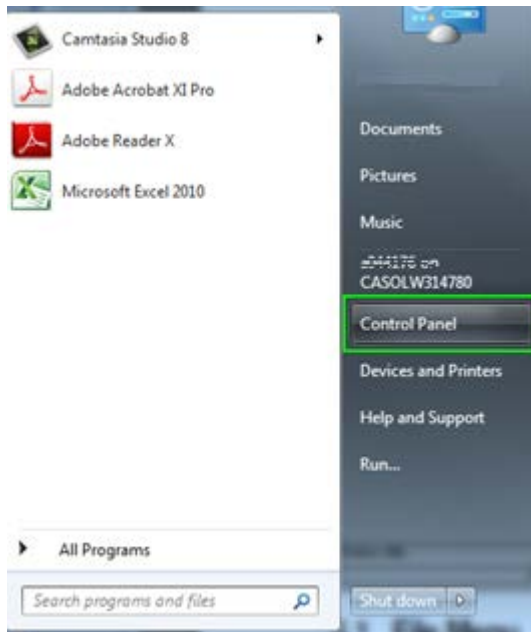 Camtasia Studio 8
Adobe Acrobat XI Pro
Adobe Reader X
Microsoft Excel 2010
All Programs
Search programs and files
Documents
Pictures
Music
on
CASOLW314780
Control Panel
Devices and Printers
Help and Support
Run...
Shut down